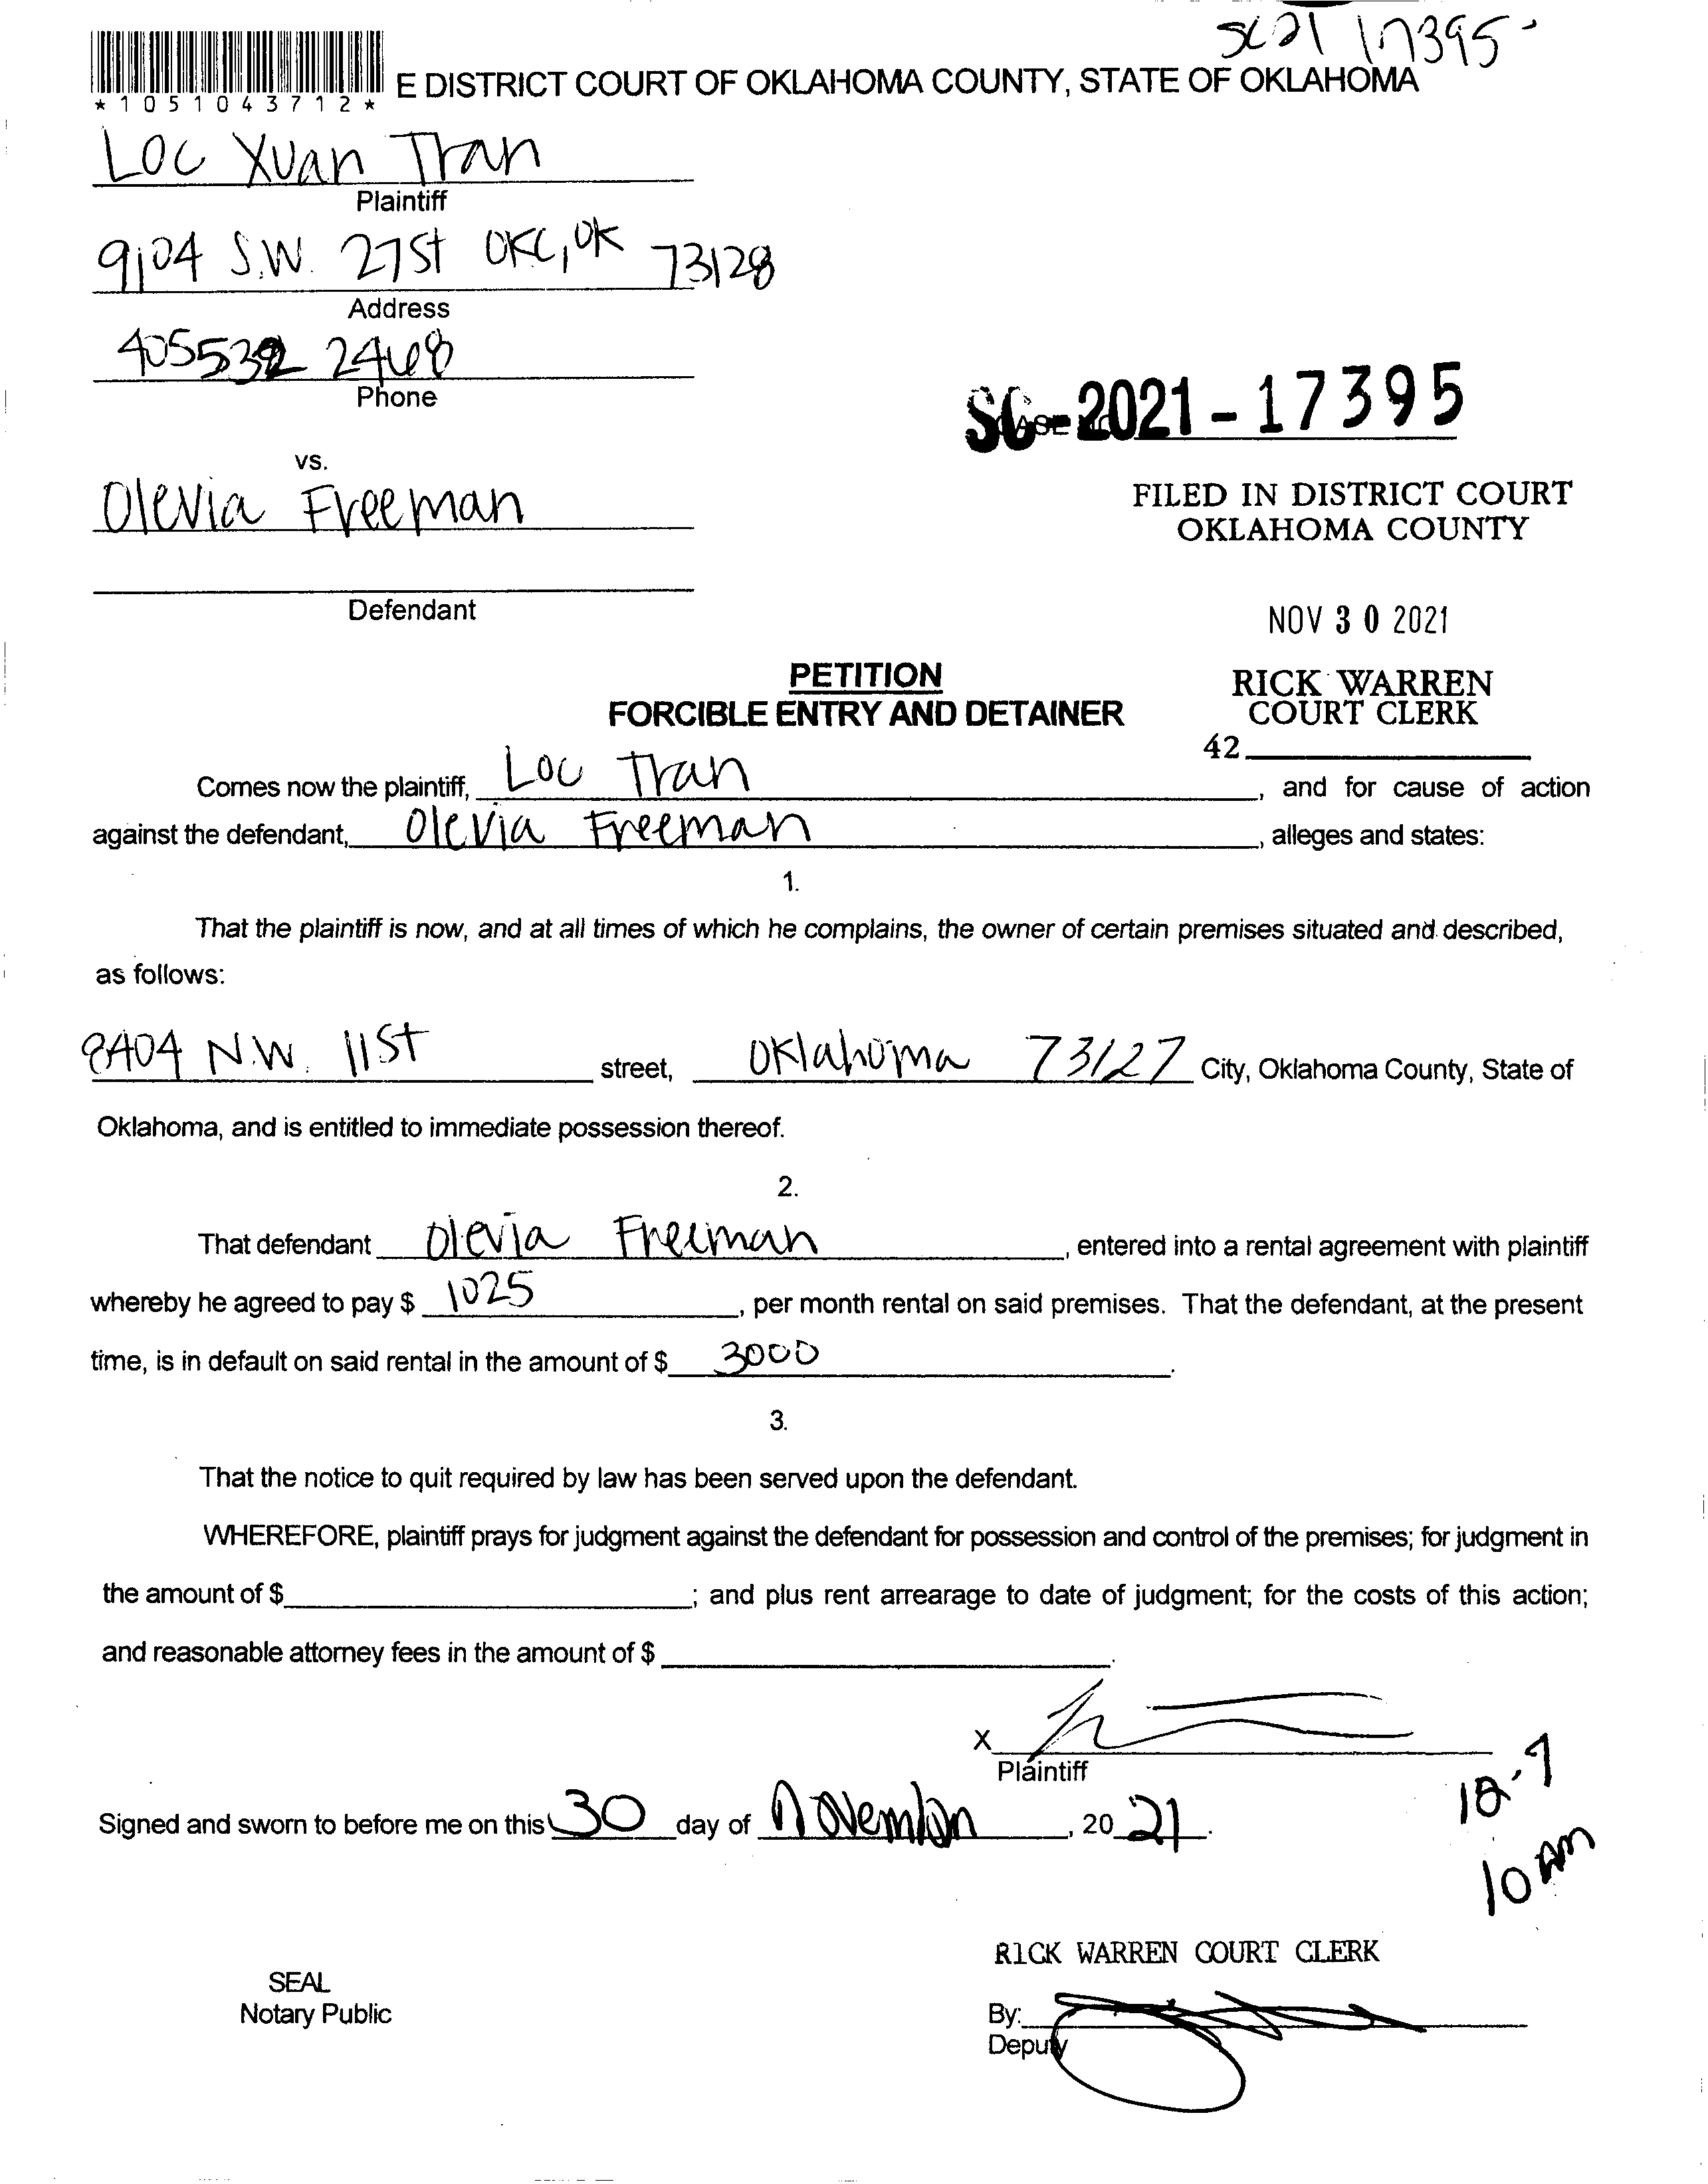 SC21 17395-
*1051043712*
E DISTRICT COURT OF OKLAHOMA COUNTY, STATE OF OKLAHOMA
Loc Xuan Tran
Plaintiff
9104 S.W. 27st OKC, OK 73128
Address
405 532 2468
Phone
SC-2021-17395
vs.
Olevia Freeman
FILED IN DISTRICT COURT
OKLAHOMA COUNTY
Defendant
NOV 30 2021
PETITION
FORCIBLE ENTRY AND DETAINER
RICK WARREN
COURT CLERK
42
Comes now the plaintiff, Loc Tran, and for cause of action
against the defendant, Olevia Freeman, alleges and states:
1.
That the plaintiff is now, and at all times of which he complains, the owner of certain premises situated and described,
as follows:
8404 N.W. 11st street, Oklahoma 73127 City, Oklahoma County, State of
Oklahoma, and is entitled to immediate possession thereof.
2.
That defendant Olevia Freeman, entered into a rental agreement with plaintiff
whereby he agreed to pay $ 1025, per month rental on said premises. That the defendant, at the present
time, is in default on said rental in the amount of $ 3000.
3.
That the notice to quit required by law has been served upon the defendant.
WHEREFORE, plaintiff prays for judgment against the defendant for possession and control of the premises; for judgment in
the amount of $; and plus rent arrearage to date of judgment; for the costs of this action;
and reasonable attorney fees in the amount of $.
X
Plaintiff
Signed and sworn to before me on this 30 day of November, 2021.
12-9
10 AM
RICK WARREN COURT CLERK
SEAL
Notary Public
By:
Deputy